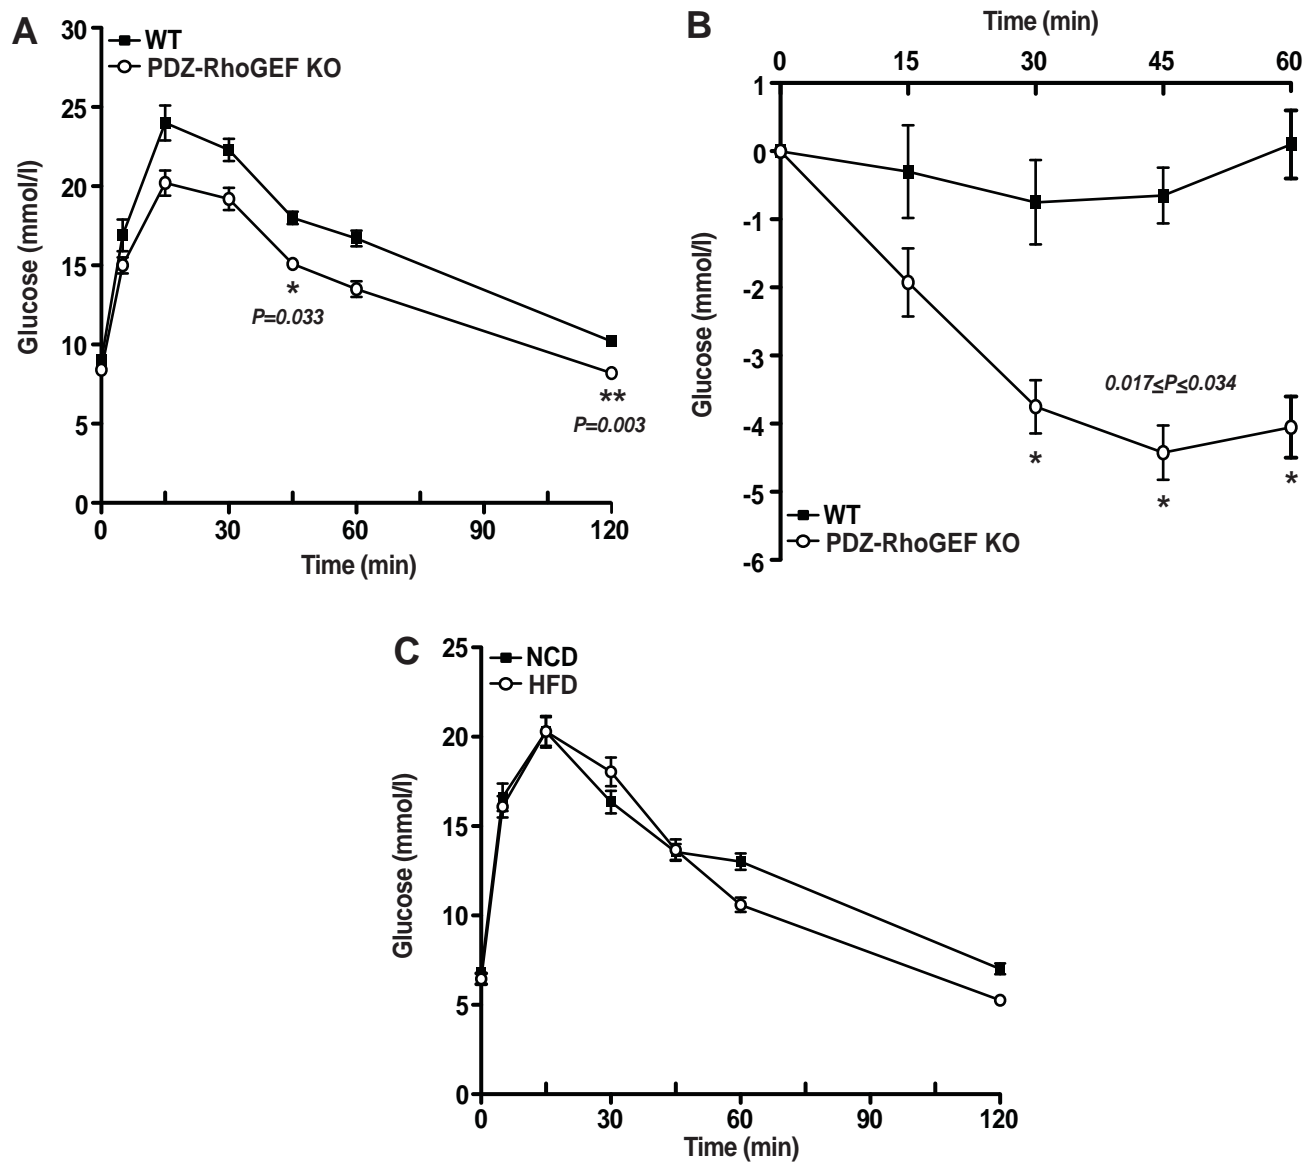 A
30
25
20
15
10
5
0
Glucose (mmol/l)
WT
PDZ-RhoGEF KO
*
P=0.033
**
P=0.003
0 30 60 90 120
Time (min)
B
Time (min)
0 15 30 45 60
1
0
-1
-2
-3
-4
-5
-6
Glucose (mmol/l)
0.017≤P≤0.034
*
*
*
WT
PDZ-RhoGEF KO
C
25
20
15
10
5
0
Glucose (mmol/l)
NCD
HFD
0 30 60 90 120
Time (min)